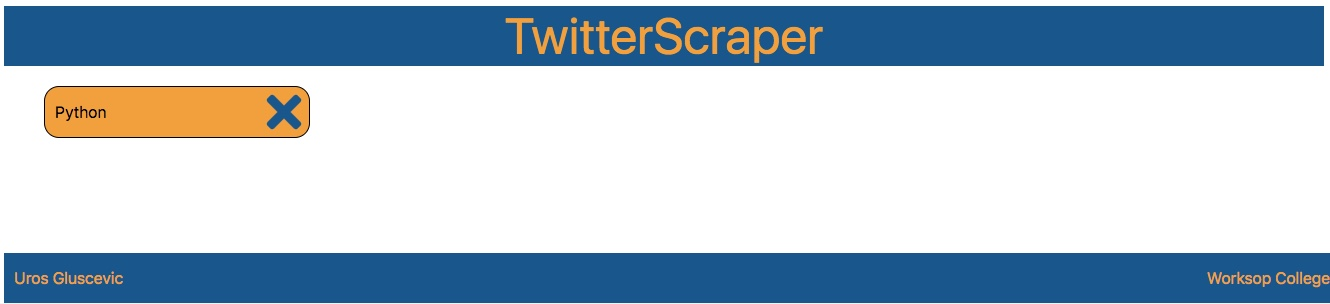 TwitterScraper
Python
Uros Gluscevic
Worksop College